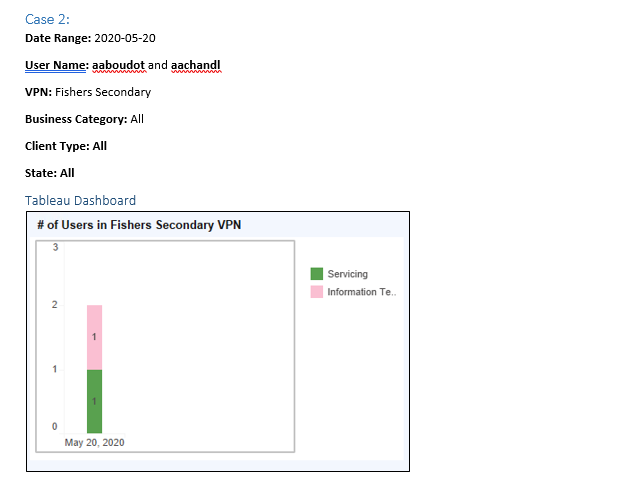 Case 2:
Date Range: 2020-05-20
User Name: aaboudot and aachandl
VPN: Fishers Secondary
Business Category: All
Client Type: All
State: All
Tableau Dashboard
# of Users in Fishers Secondary VPN
3
Servicing
Information Te..
2
1
1
1
0
May 20, 2020